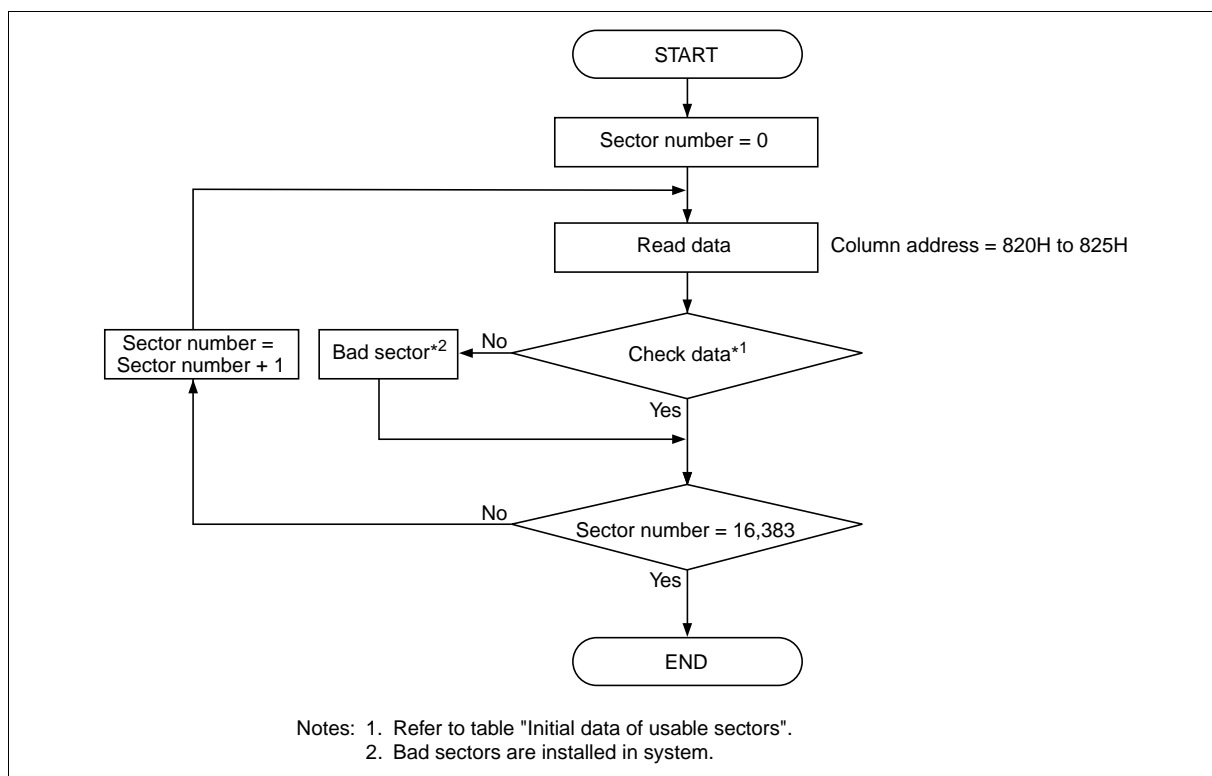 START
Sector number = 0
Read data
Column address = 820H to 825H
Sector number =
Sector number + 1
Bad sector*2
No
Check data*1
Yes
No
Sector number = 16,383
Yes
END
Notes: 1. Refer to table "Initial data of usable sectors".
2. Bad sectors are installed in system.